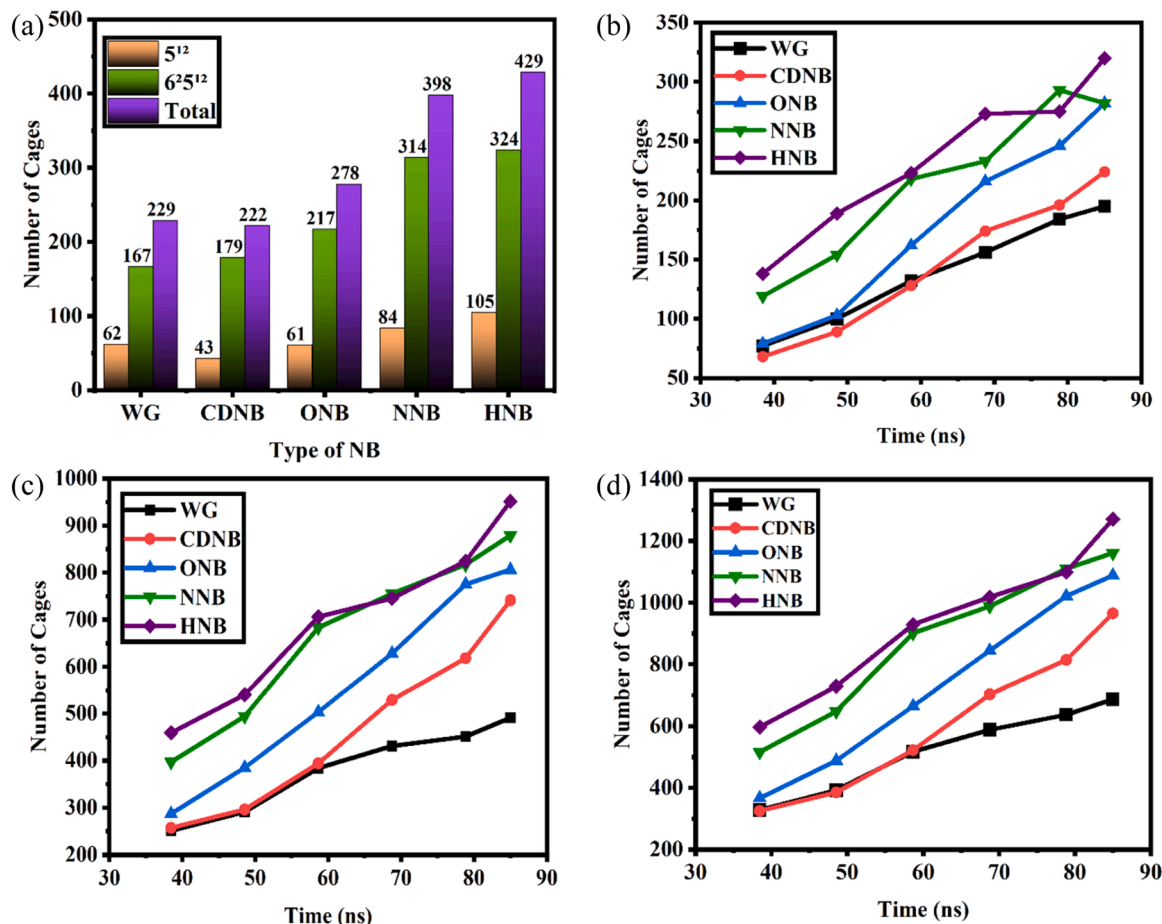 (a)
500
400
300
200
100
0
Number of Cages
5¹²
6²5¹²
Total
62
167
229
43
179
222
61
217
278
84
314
398
105
324
429
WG
CDNB
ONB
NNB
HNB
Type of NB
(b)
350
300
250
200
150
100
50
Number of Cages
WG
CDNB
ONB
NNB
HNB
30
40
50
60
70
80
90
Time (ns)
(c)
1000
900
800
700
600
500
400
300
200
Number of Cages
WG
CDNB
ONB
NNB
HNB
30
40
50
60
70
80
90
Time (ns)
(d)
1400
1200
1000
800
600
400
200
Number of Cages
WG
CDNB
ONB
NNB
HNB
30
40
50
60
70
80
90
Time (ns)